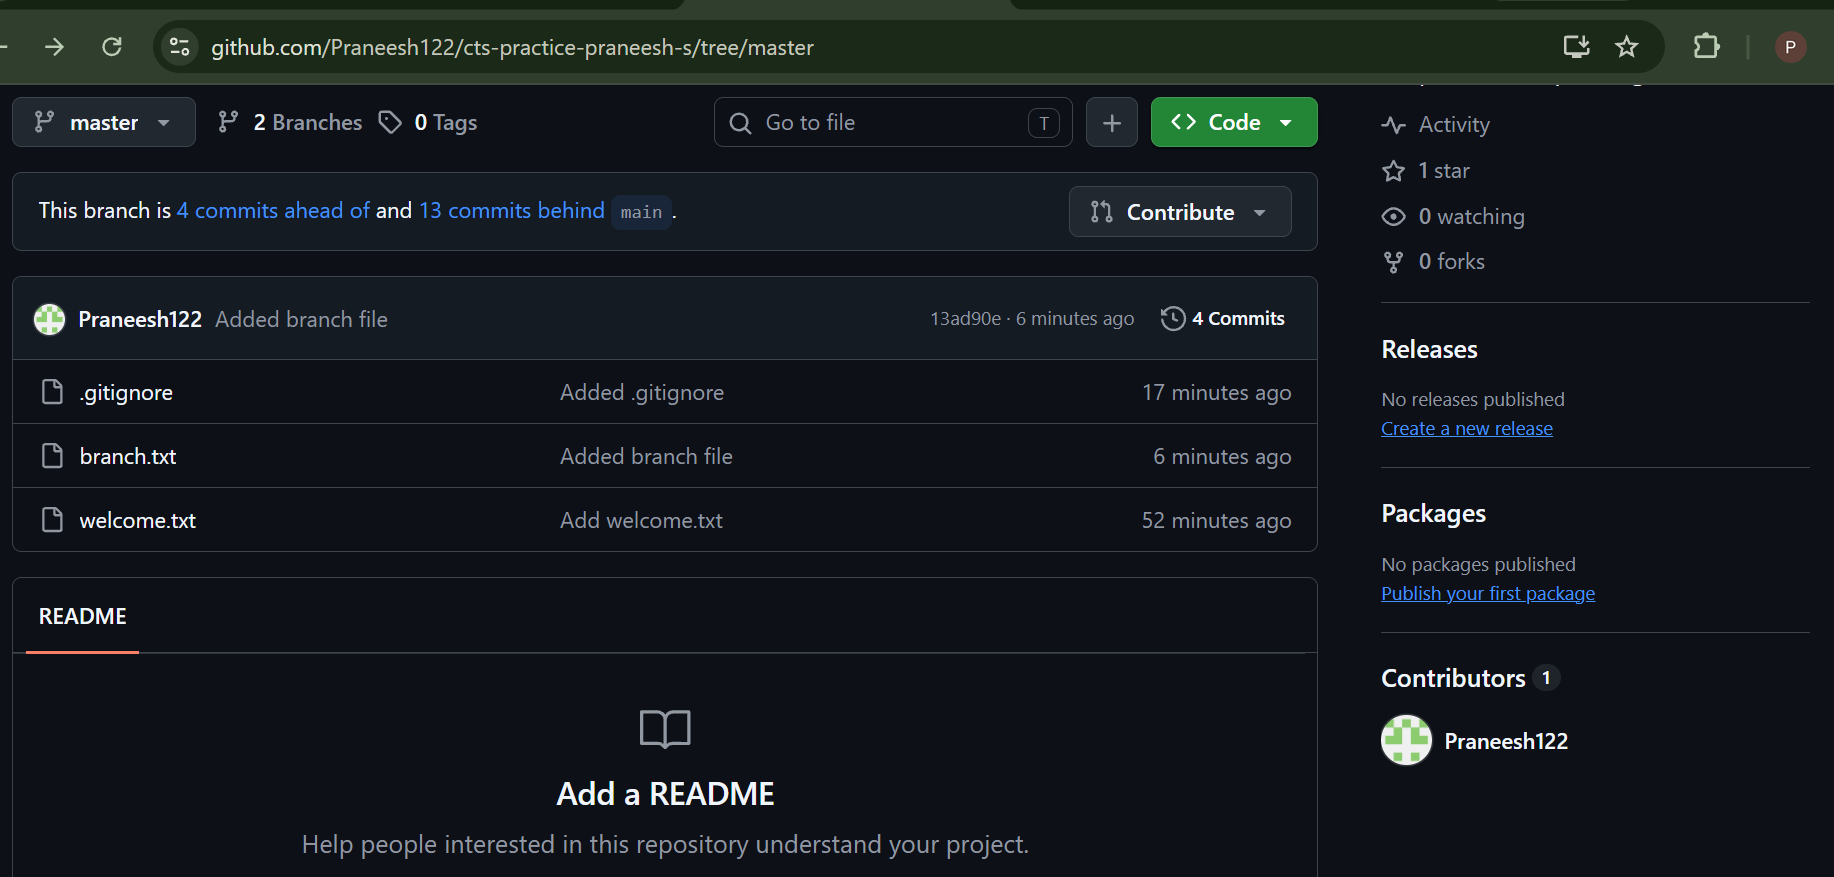 github.com/Praneesh122/cts-practice-praneesh-s/tree/master
P
master
2 Branches
0 Tags
Go to file
T
Code
This branch is 4 commits ahead of and 13 commits behind main .
Contribute
Praneesh122 Added branch file
13ad90e · 6 minutes ago
4 Commits
.gitignore Added .gitignore 17 minutes ago
branch.txt Added branch file 6 minutes ago
welcome.txt Add welcome.txt 52 minutes ago
README
Add a README
Help people interested in this repository understand your project.
Activity
1 star
0 watching
0 forks
Releases
No releases published
Create a new release
Packages
No packages published
Publish your first package
Contributors 1
Praneesh122